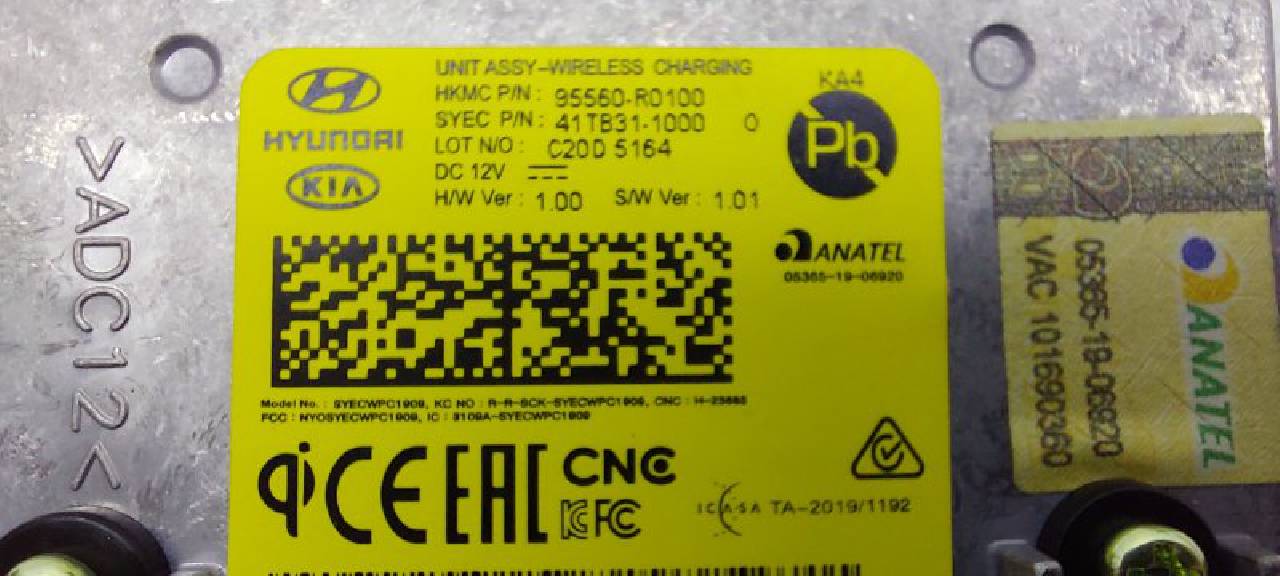 UNIT ASSY-WIRELESS CHARGING
HKMC P/N : 95560-R0100
SYEC P/N : 41TB31-1000 0
LOT N/O : C20D 5164
DC 12V
H/W Ver : 1.00 S/W Ver : 1.01
HYUNDAI
KIA
KA4
Pb
ANATEL
05365-19-06920
Model No. : SYECWPC1909, KC NO : R-R-SCK-SYECWPC1909, CNC : H-23665
FCC : NYOSYECWPC1909, IC : 9109A-SYECWPC1909
qi CE EAC CNC
KC FC
ICASA TA-2019/1192
>ADC12<
ANATEL
05365-19-06920
VAC 101690360